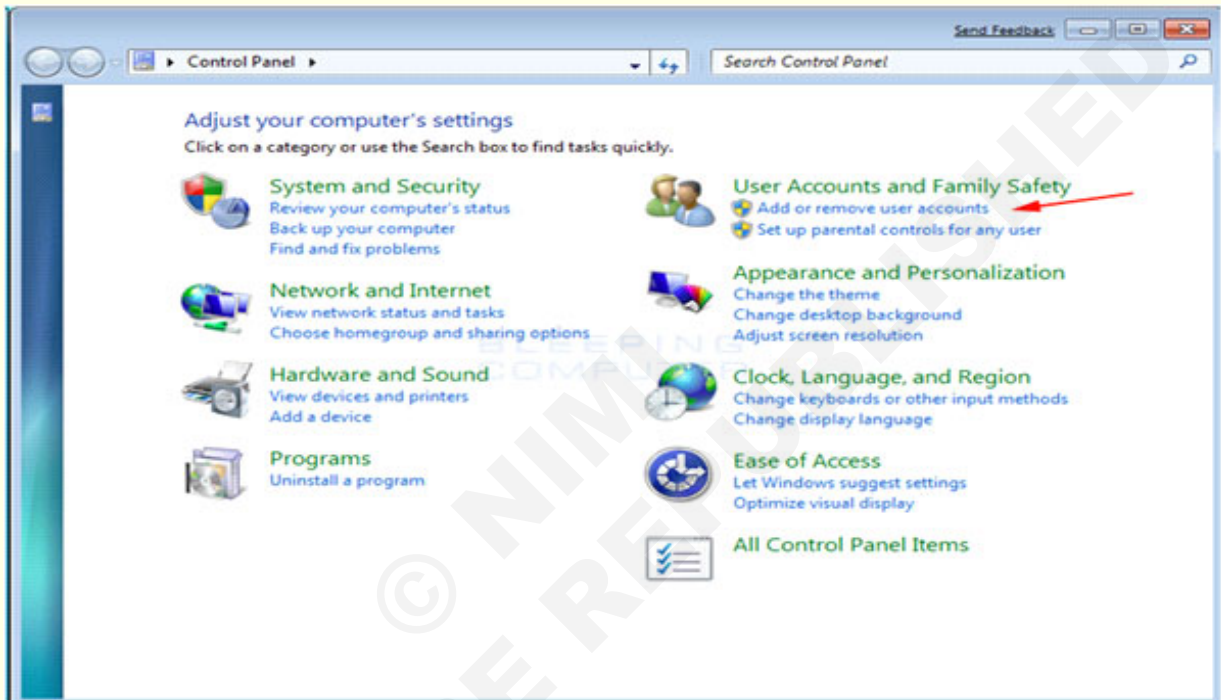 Send Feedback
Control Panel
Search Control Panel
Adjust your computer's settings
Click on a category or use the Search box to find tasks quickly.
System and Security
Review your computer's status
Back up your computer
Find and fix problems
Network and Internet
View network status and tasks
Choose homegroup and sharing options
Hardware and Sound
View devices and printers
Add a device
Programs
Uninstall a program
User Accounts and Family Safety
Add or remove user accounts
Set up parental controls for any user
Appearance and Personalization
Change the theme
Change desktop background
Adjust screen resolution
Clock, Language, and Region
Change keyboards or other input methods
Change display language
Ease of Access
Let Windows suggest settings
Optimize visual display
All Control Panel Items
BLEEPING
COMPUTER
© NIMI
E REPUBLISHED